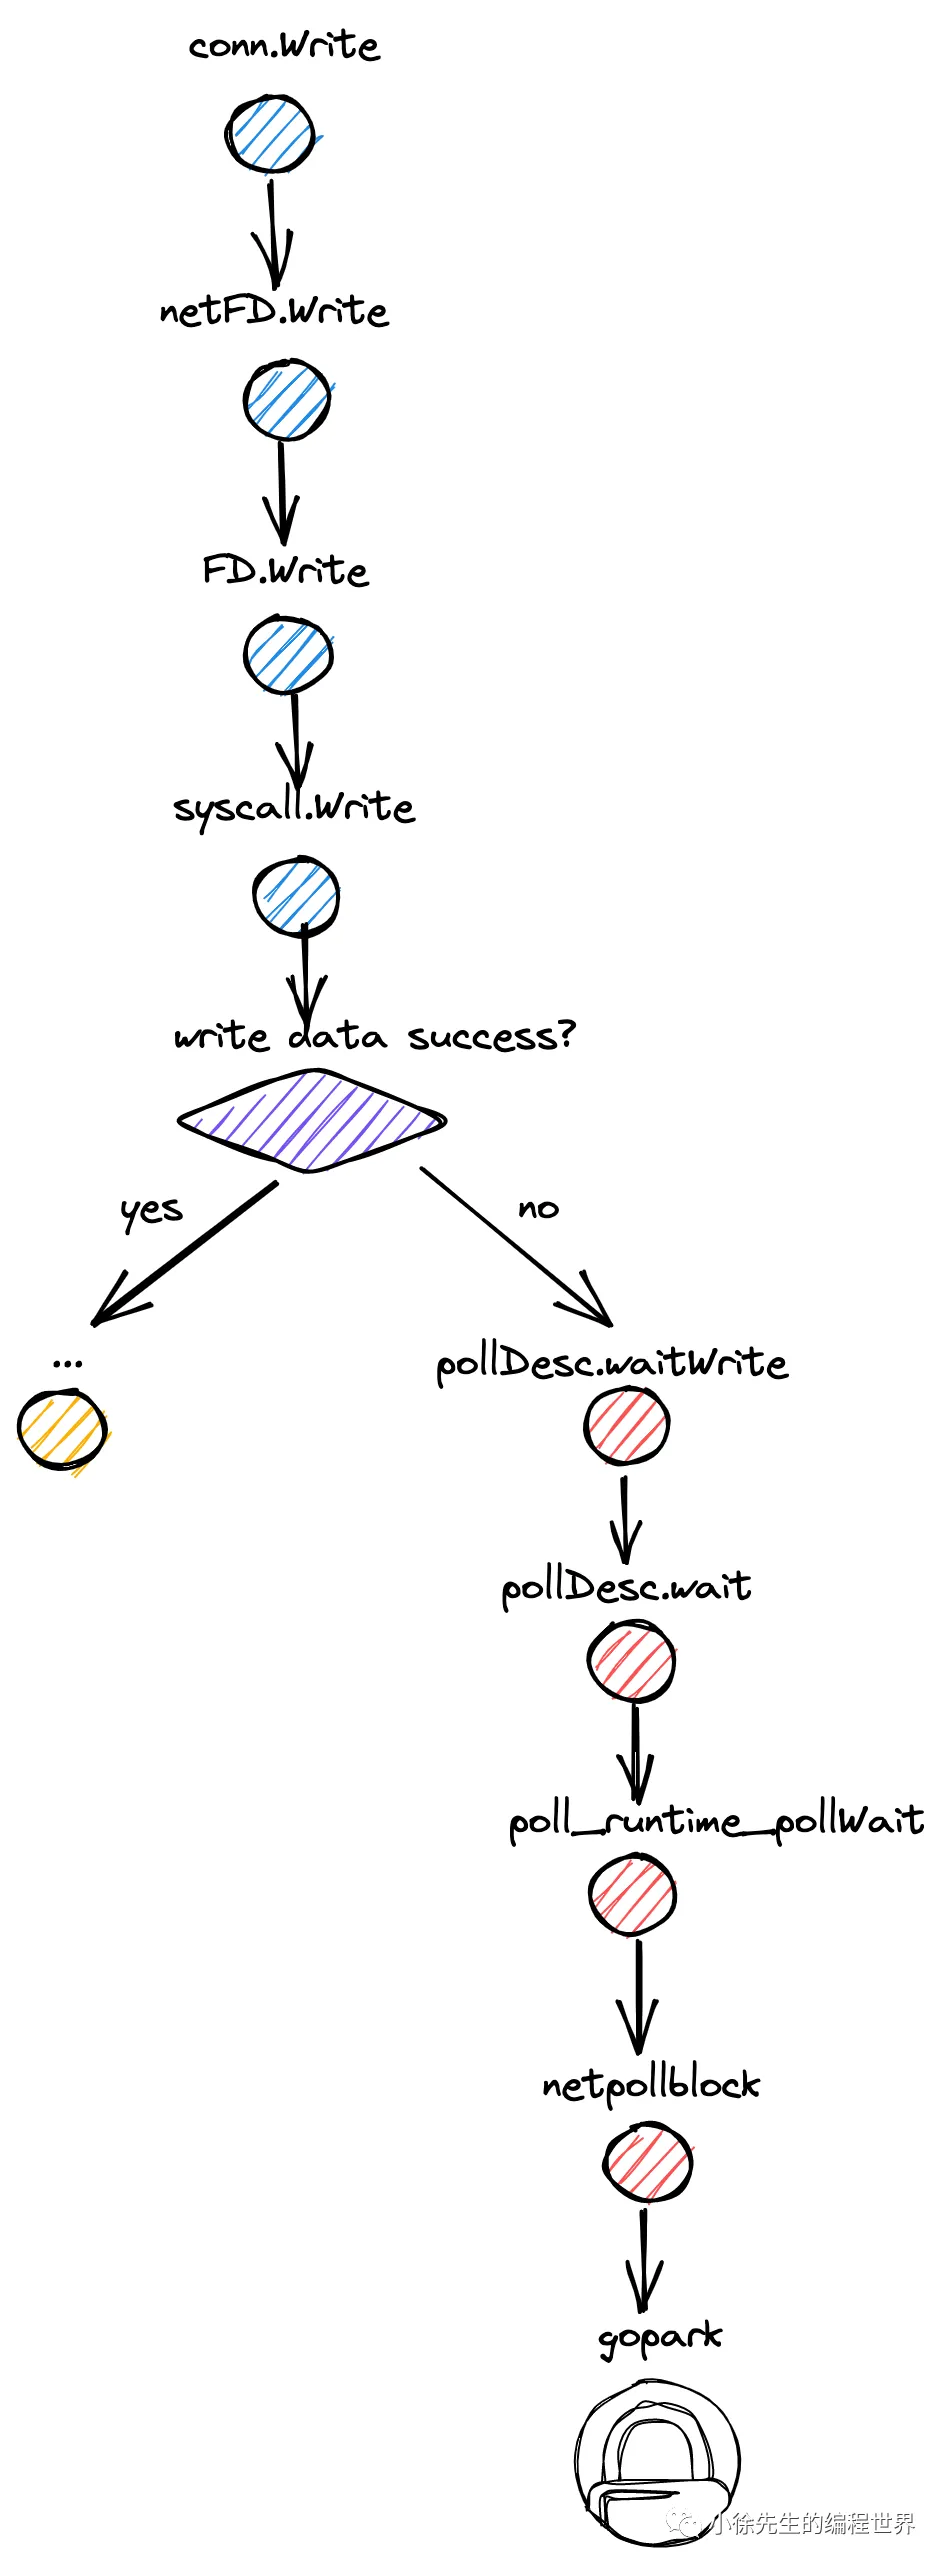 conn.Write
netFD.Write
FD.Write
syscall.Write
write data success?
yes
no
...
pollDesc.waitWrite
pollDesc.wait
poll_runtime_pollWait
netpollblock
gopark
小徐先生的编程世界